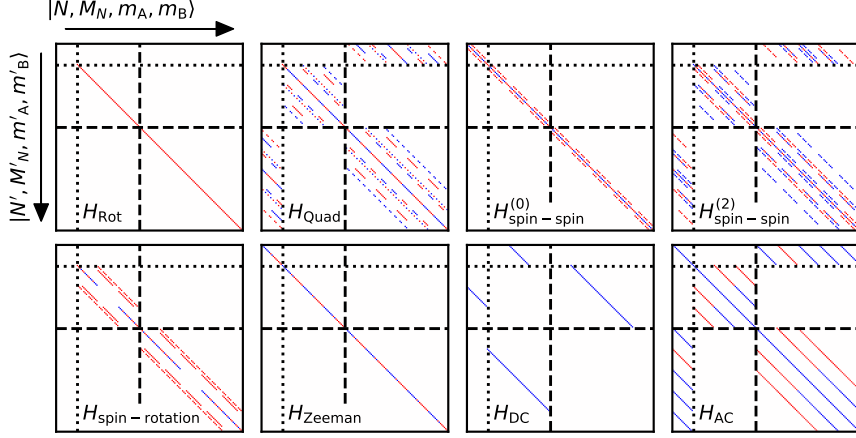 |N, M_N, m_A, m_B⟩
|N′, M′_N, m′_A, m′_B⟩
H_Rot
H_Quad
H^(0)_spin−spin
H^(2)_spin−spin
H_spin−rotation
H_Zeeman
H_DC
H_AC